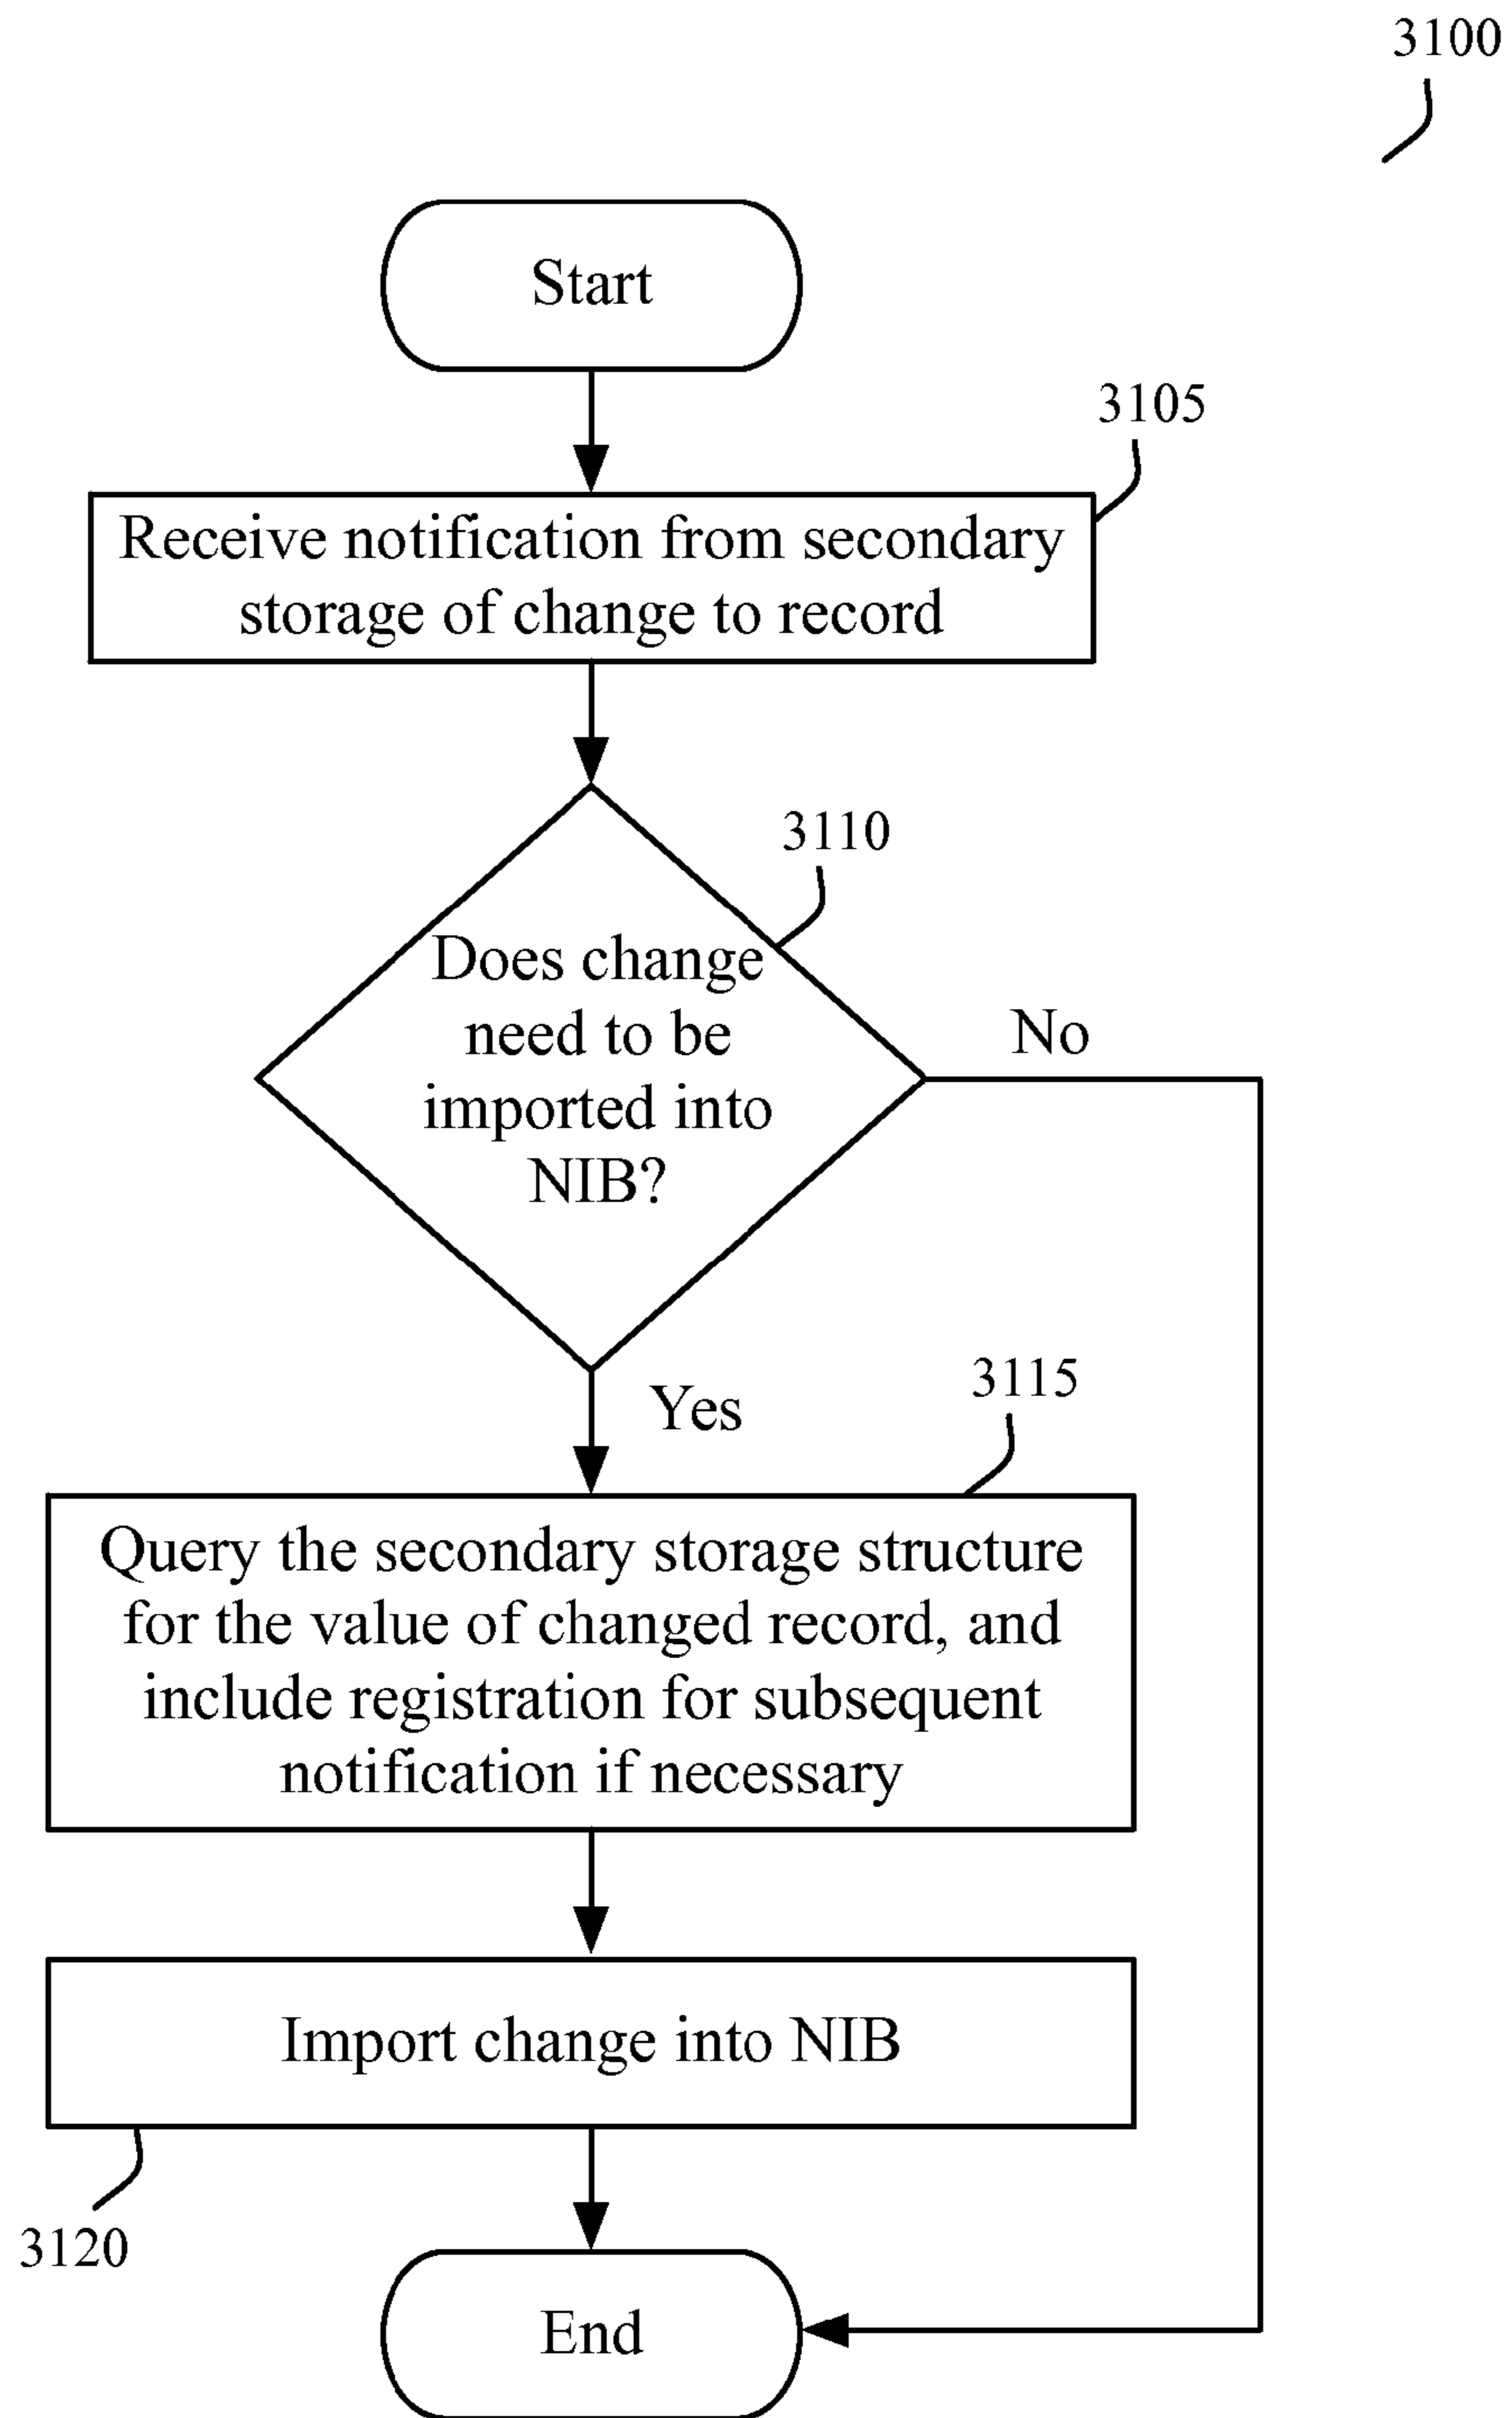 3100
Start
3105
Receive notification from secondary
storage of change to record
3110
Does change
need to be
imported into
NIB?
No
Yes
3115
Query the secondary storage structure
for the value of changed record, and
include registration for subsequent
notification if necessary
Import change into NIB
3120
End